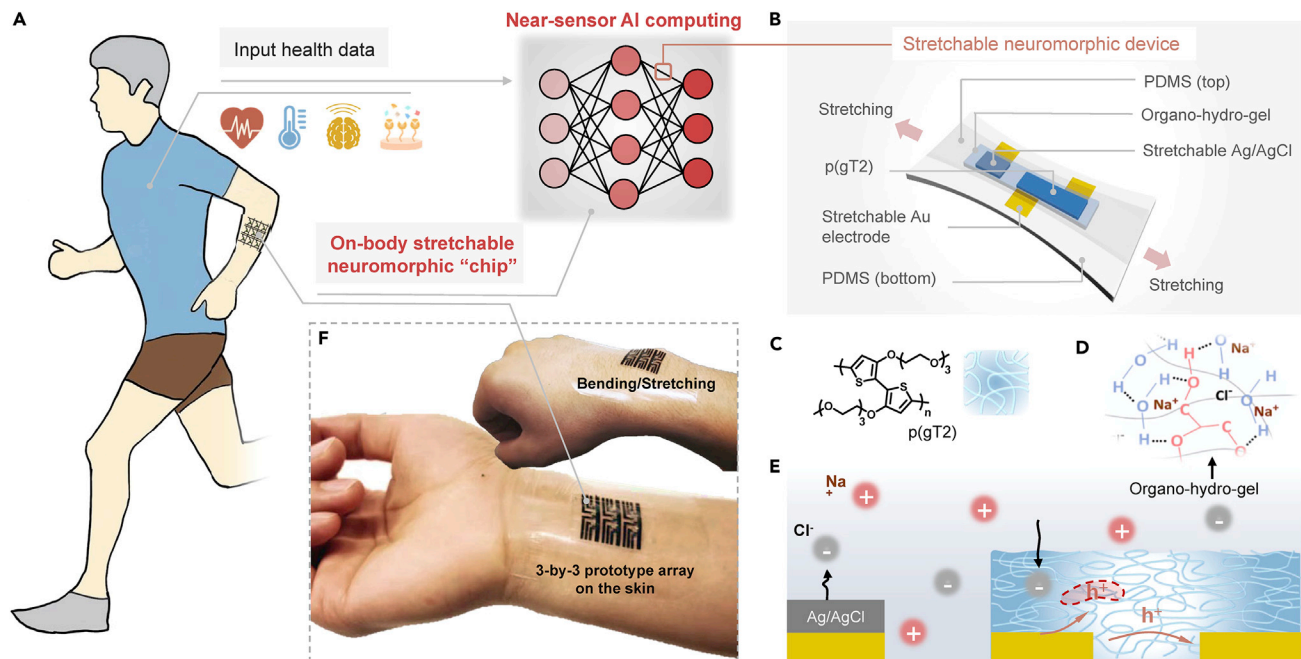 A
Input health data
Near-sensor AI computing
On-body stretchable
neuromorphic “chip”
B
Stretchable neuromorphic device
PDMS (top)
Organo-hydro-gel
Stretchable Ag/AgCl
Stretching
p(gT2)
Stretchable Au
electrode
PDMS (bottom)
Stretching
F
Bending/Stretching
3-by-3 prototype array
on the skin
C
O
O
3
S
S
O
O
3
n
p(gT2)
D
H
H
O
Na⁺
H
H
O
H
O
H
O
H
H
Na⁺
C
Cl⁻
O
Na⁺
C
H
H
O
O
Organo-hydro-gel
E
Na
+
+
+
+
-
Cl⁻
-
-
-
h⁺
h⁺
Ag/AgCl
+